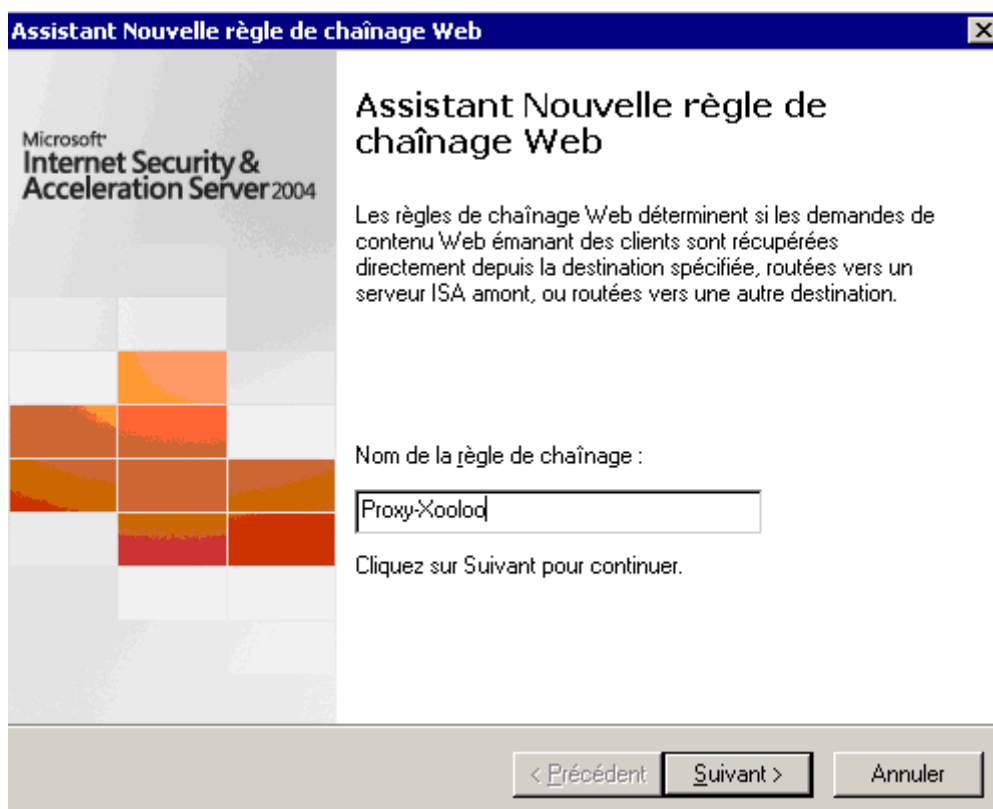 Assistant Nouvelle règle de chaînage Web
Microsoft
Internet Security &
Acceleration Server 2004
Assistant Nouvelle règle de
chaînage Web
Les règles de chaînage Web déterminent si les demandes de
contenu Web émanant des clients sont récupérées
directement depuis la destination spécifiée, routées vers un
serveur ISA amont, ou routées vers une autre destination.
Nom de la règle de chaînage :
Proxy-Xooloo
Cliquez sur Suivant pour continuer.
< Précédent
Suivant >
Annuler